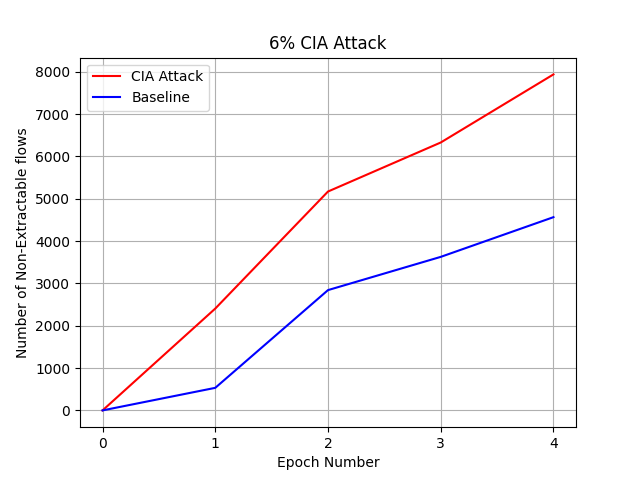 6% CIA Attack
CIA Attack
Baseline
8000
7000
6000
5000
4000
3000
2000
1000
0
Number of Non-Extractable flows
0 1 2 3 4
Epoch Number